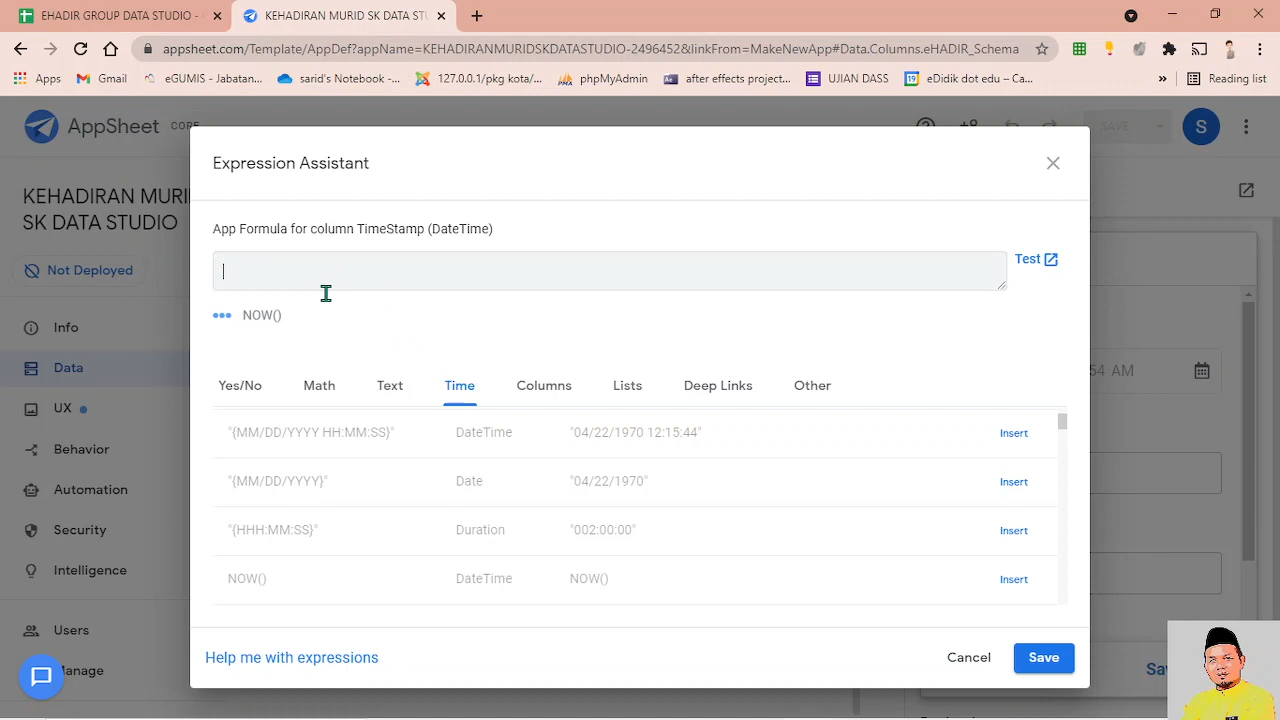 EHADIR GROUP DATA STUDIO -
KEHADIRAN MURID SK DATA STU
appsheet.com/Template/AppDef?appName=KEHADIRANMURIDSKDATASTUDIO-2496452&linkFrom=MakeNewApp#Data.Columns.eHADIR_Schema
Apps
Gmail
eGUMIS - Jabatan...
sarid's Notebook -...
127.0.0.1/pkg kota/...
phpMyAdmin
after effects project...
UJIAN DASS
eDidik dot edu – Ca...
Reading list
AppSheet CORE
SAVE
S
KEHADIRAN MURI
SK DATA STUDIO
Not Deployed
Info
Data
UX
Behavior
Automation
Security
Intelligence
Users
Manage
Expression Assistant
App Formula for column TimeStamp (DateTime)
Test
NOW()
Yes/No Math Text Time Columns Lists Deep Links Other
"{MM/DD/YYYY HH:MM:SS}" DateTime "04/22/1970 12:15:44" Insert
"{MM/DD/YYYY}" Date "04/22/1970" Insert
"{HHH:MM:SS}" Duration "002:00:00" Insert
NOW() DateTime NOW() Insert
Help me with expressions
Cancel
Save
54 AM